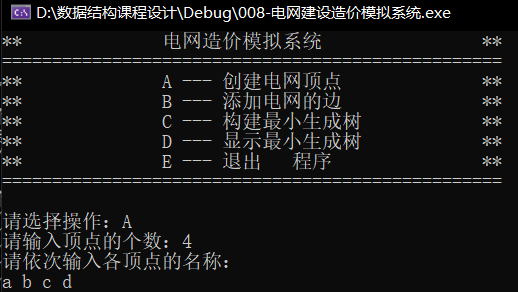 D:\数据结构课程设计\Debug\008-电网建设造价模拟系统.exe
** 电网造价模拟系统 **
==================================================
** A --- 创建电网顶点 **
** B --- 添加电网的边 **
** C --- 构建最小生成树 **
** D --- 显示最小生成树 **
** E --- 退出 程序 **
==================================================
请选择操作：A
请输入顶点的个数：4
请依次输入各顶点的名称：
a b c d